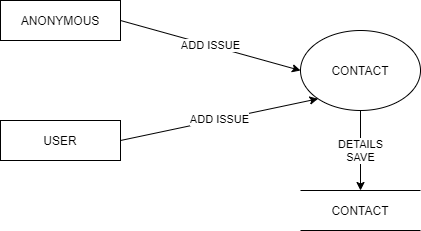 ANONYMOUS
ADD ISSUE
CONTACT
ADD ISSUE
USER
DETAILS
SAVE
CONTACT